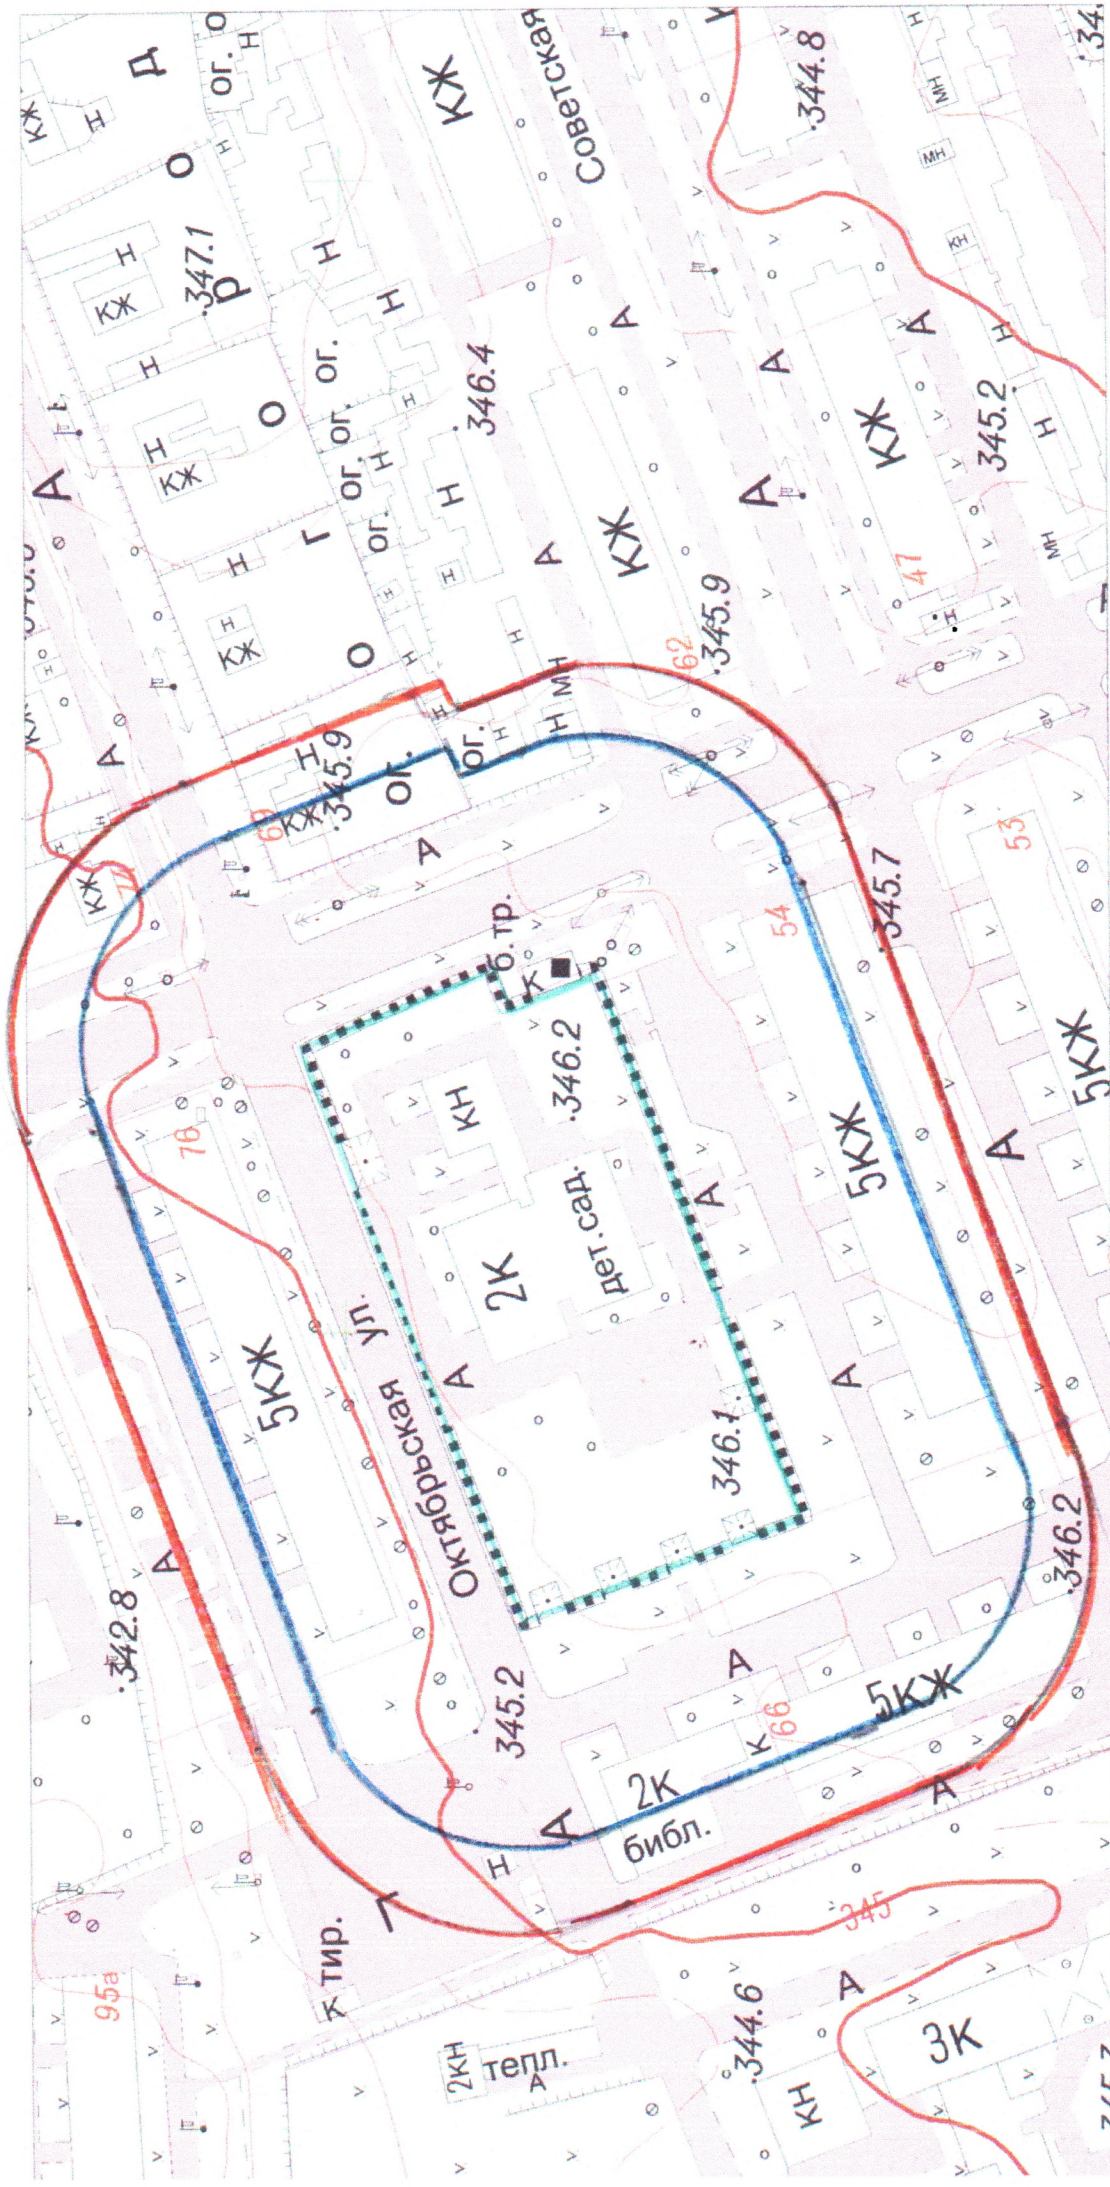 КЖ
Н
Д
ог.
Н
О
Н
КЖ
Советская
344.8
Н
МН
МН
КН
КЖ
Н
347.1
Р
Н
Н
Н
А
А
А
Н
КЖ
Н
О
ог.
ог.
ог.
ог.
Н
Н
346.4
Н
КЖ
А
КЖ
345.2
Н
А
Н
КЖ
Н
Г
Н
А
47
МН
Н
КЖ
О
Н
Н
МН
62
345.9
А
Н
345.9
69
КЖ
ог.
ог.
Н
Н
Н
КЖ
74
А
53
54
345.7
б. тр.
К
346.2
76
КН
5КЖ
5КЖ
А
А
2К
дет.сад.
5КЖ
ул.
Октябрьская
А
346.1
А
342.8
А
346.2
345.2
А
66
К
5КЖ
2К
библ.
А
А
Н
Г
тир.
К
95а
345
А
2КН
тепл.
А
344.6
КН
3К